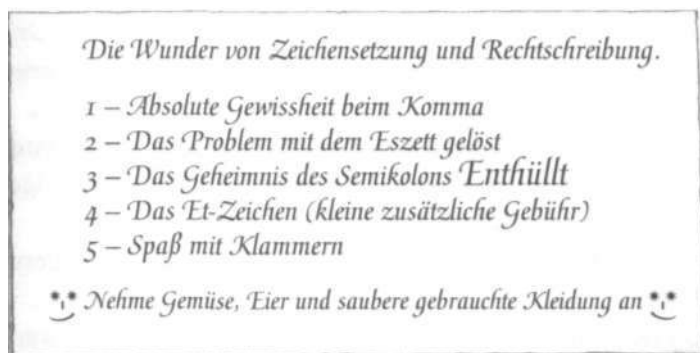 Die Wunder von Zeichensetzung und Rechtschreibung.
1 – Absolute Gewissheit beim Komma
2 – Das Problem mit dem Eszett gelöst
3 – Das Geheimnis des Semikolons Enthüllt
4 – Das Et-Zeichen (kleine zusätzliche Gebühr)
5 – Spaß mit Klammern
Nehme Gemüse, Eier und saubere gebrauchte Kleidung an